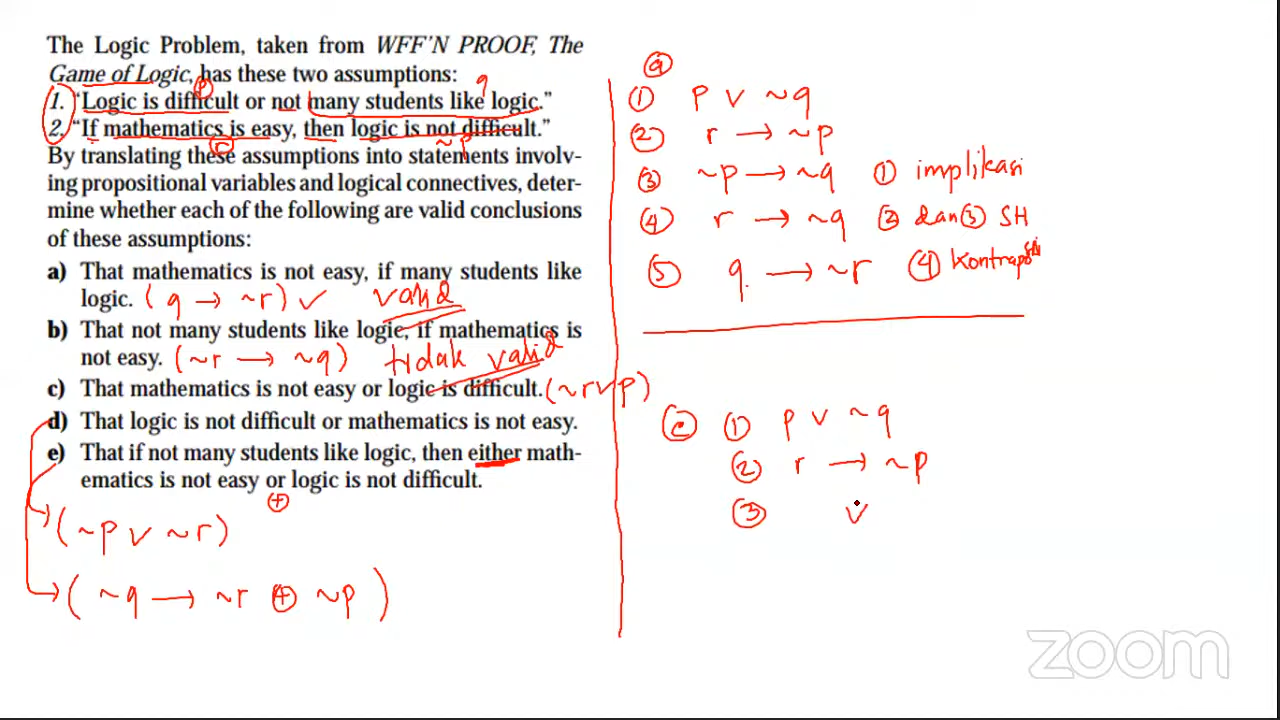 The Logic Problem, taken from WFF'N PROOF, The
Game of Logic, has these two assumptions:
p q
1. "Logic is difficult or not many students like logic."
2. "If mathematics is easy, then logic is not difficult."
r ~p
By translating these assumptions into statements involv-
ing propositional variables and logical connectives, deter-
mine whether each of the following are valid conclusions
of these assumptions:
a) That mathematics is not easy, if many students like
logic. (q → ~r) ✓ valid
b) That not many students like logic, if mathematics is
not easy. (~r → ~q) tidak valid
c) That mathematics is not easy or logic is difficult. (~r v p)
d) That logic is not difficult or mathematics is not easy.
e) That if not many students like logic, then either math-
ematics is not easy or logic is not difficult.
⊕
(~p v ~r)
(~q → ~r ⊕ ~p)
a
① p v ~q
② r → ~p
③ ~p → ~q ① implikasi
④ r → ~q ② dan ③ SH
⑤ q → ~r ④ kontraposisi
c ① p v ~q
② r → ~p
③ v
zoom